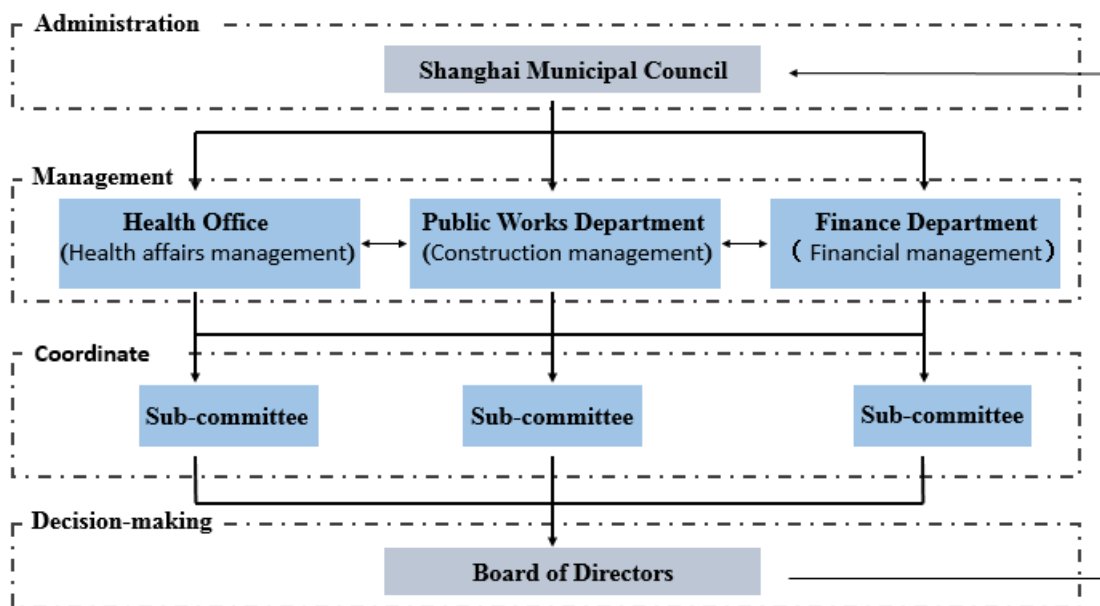 Administration
Shanghai Municipal Council
Management
Health Office
(Health affairs management)
Public Works Department
(Construction management)
Finance Department
( Financial management )
Coordinate
Sub-committee
Sub-committee
Sub-committee
Decision-making
Board of Directors